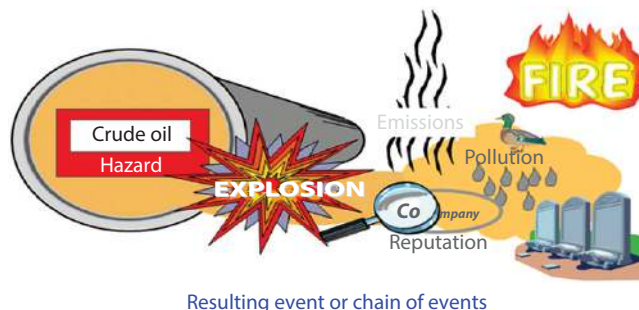 FIRE
Emissions
Crude oil
Hazard
Pollution
EXPLOSION
Company
Reputation
Resulting event or chain of events